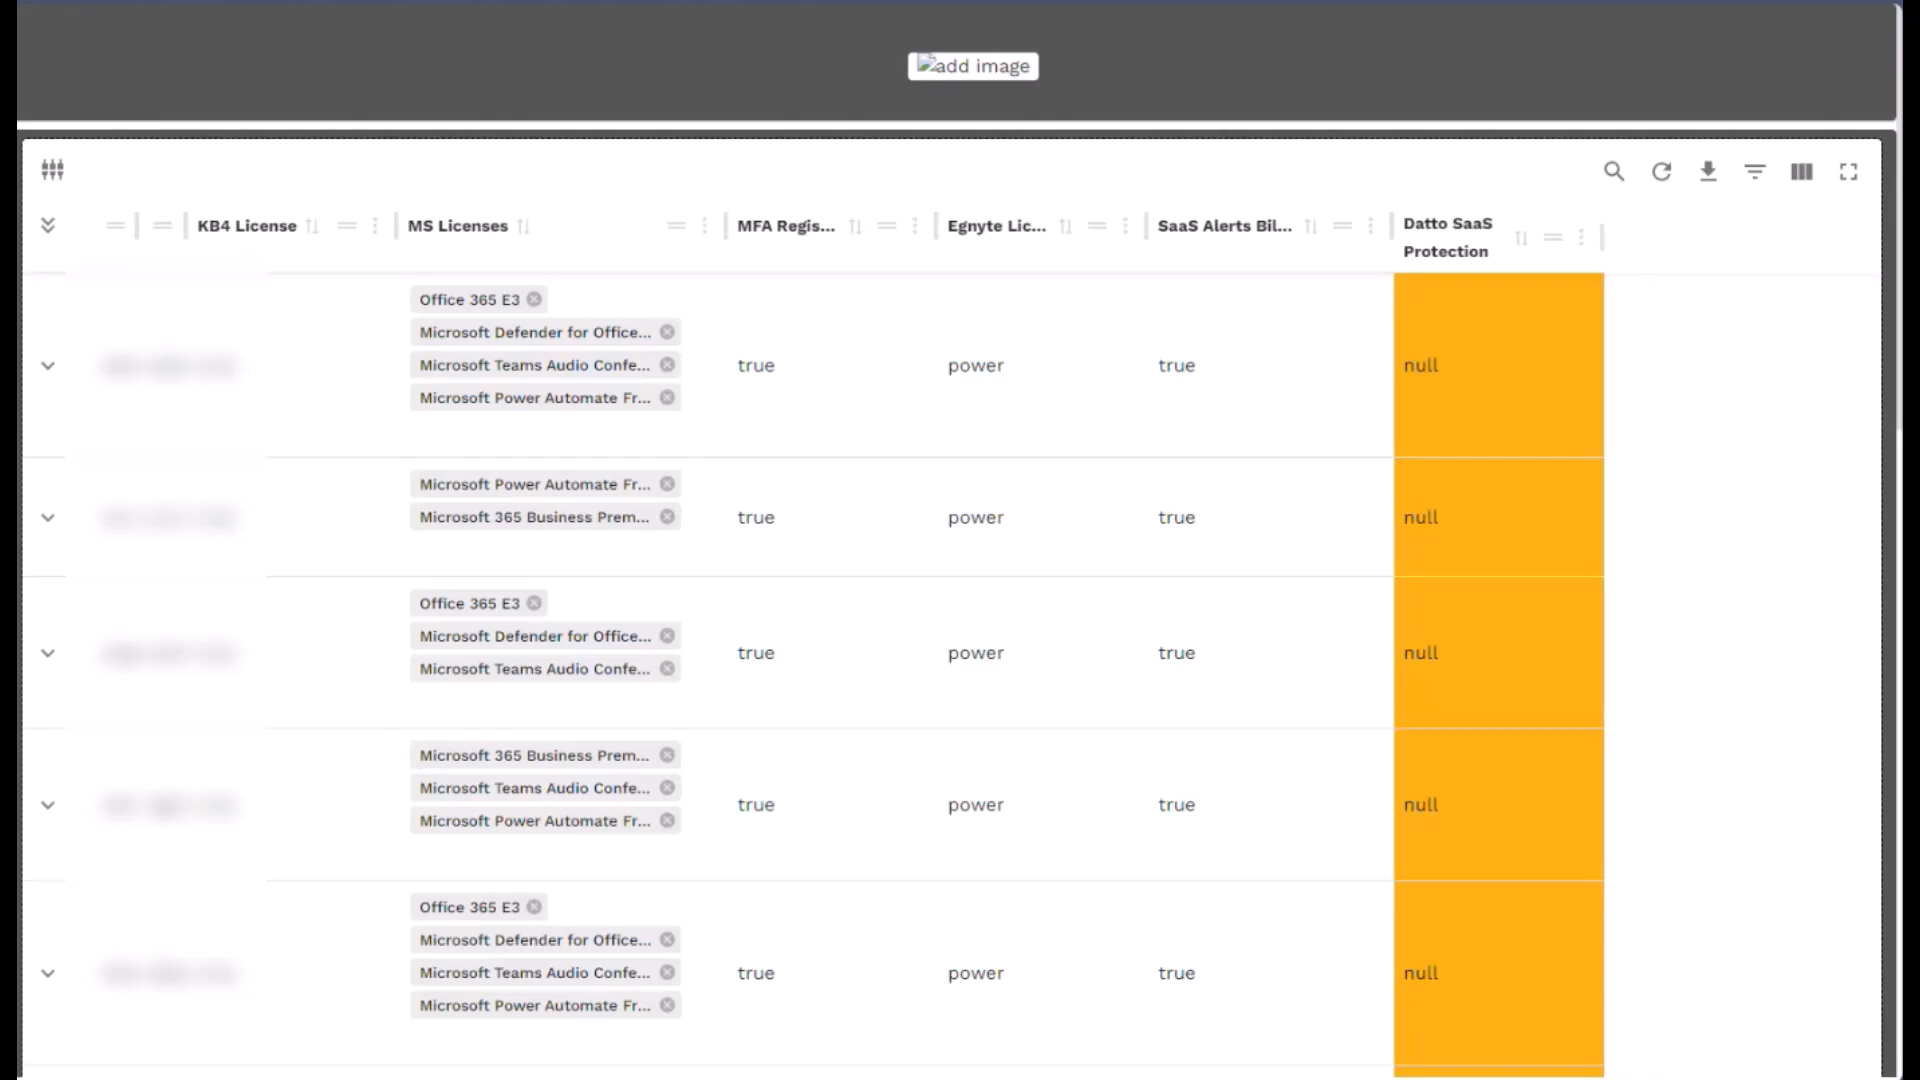 add image
KB4 License
MS Licenses
MFA Regis...
Egnyte Lic...
SaaS Alerts Bil...
Datto SaaS
Protection
Office 365 E3
Microsoft Defender for Office...
Microsoft Teams Audio Confe...
Microsoft Power Automate Fr...
true
power
true
null
Microsoft Power Automate Fr...
Microsoft 365 Business Prem...
true
power
true
null
Office 365 E3
Microsoft Defender for Office...
Microsoft Teams Audio Confe...
true
power
true
null
Microsoft 365 Business Prem...
Microsoft Teams Audio Confe...
Microsoft Power Automate Fr...
true
power
true
null
Office 365 E3
Microsoft Defender for Office...
Microsoft Teams Audio Confe...
Microsoft Power Automate Fr...
true
power
true
null